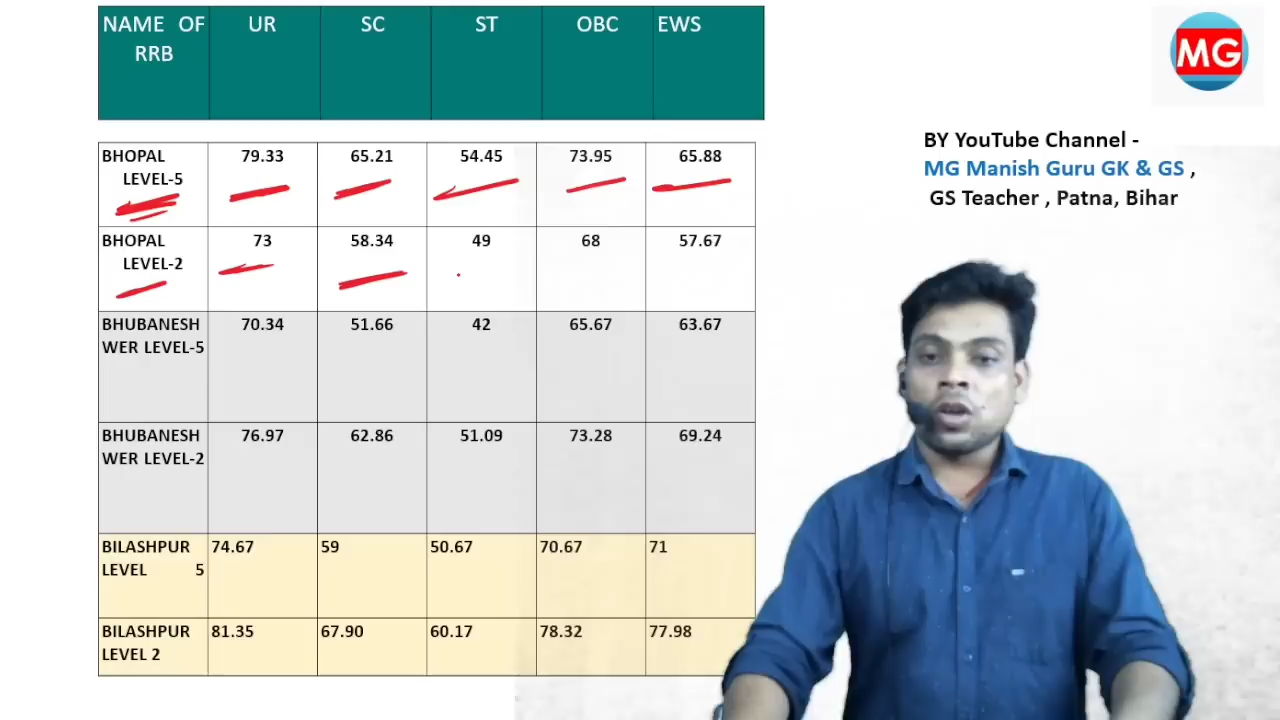 NAME OF RRB UR SC ST OBC EWS
MG
BY YouTube Channel -
MG Manish Guru GK & GS ,
GS Teacher , Patna, Bihar
BHOPAL LEVEL-5 79.33 65.21 54.45 73.95 65.88
BHOPAL LEVEL-2 73 58.34 49 68 57.67
BHUBANESH WER LEVEL-5 70.34 51.66 42 65.67 63.67
BHUBANESH WER LEVEL-2 76.97 62.86 51.09 73.28 69.24
BILASHPUR LEVEL 5 74.67 59 50.67 70.67 71
BILASHPUR LEVEL 2 81.35 67.90 60.17 78.32 77.98